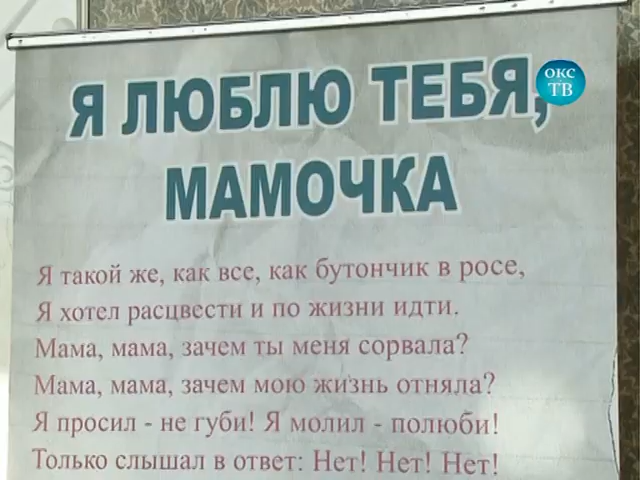 Я ЛЮБЛЮ ТЕБЯ,
МАМОЧКА
окс
ТВ
Я такой же, как все, как бутончик в росе,
Я хотел расцвести и по жизни идти.
Мама, мама, зачем ты меня сорвала?
Мама, мама, зачем мою жизнь отняла?
Я просил - не губи! Я молил - полюби!
Только слышал в ответ: Нет! Нет! Нет!